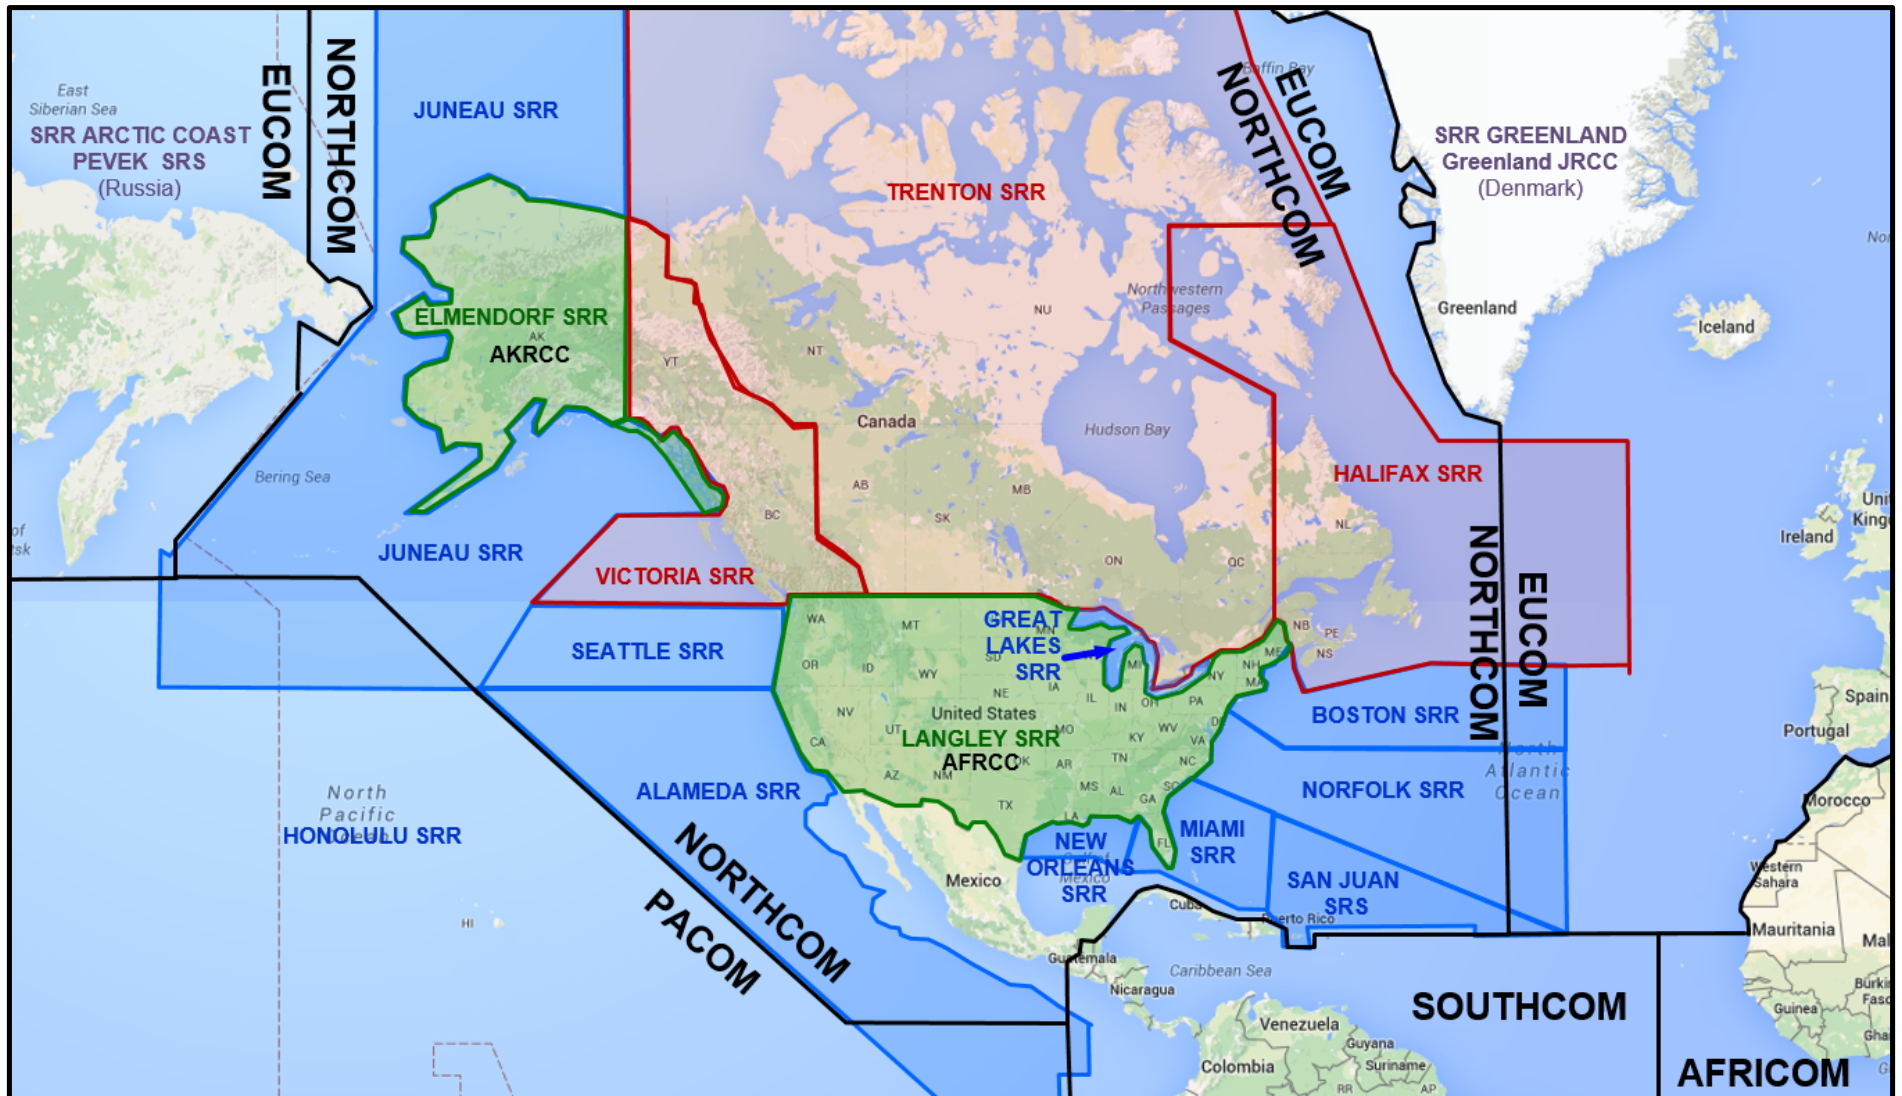 EUCOM
NORTHCOM
JUNEAU SRR
East
Siberian Sea
SRR ARCTIC COAST
PEVEK SRS
(Russia)
TRENTON SRR
Baffin Bay
EUCOM
NORTHCOM
SRR GREENLAND
Greenland JRCC
(Denmark)
Greenland
Iceland
ELMENDORF SRR
AK
AKRCC
YT
NT
NU
Northwestern
Passages
Canada
Hudson Bay
Bering Sea
HALIFAX SRR
AB
MB
SK
BC
ON
QC
NL
Ireland
JUNEAU SRR
VICTORIA SRR
NORTHCOM
EUCOM
SEATTLE SRR
GREAT
LAKES
SRR
WA
MT
MN
OR
ID
WY
SD
MI
NB
PE
NS
ME
NH
NY
MA
NE
IA
IL
IN
OH
PA
NV
UT
United States
CA
LANGLEY SRR
AFRCC
OK
MO
KY
WV
VA
TN
NC
AZ
NM
AR
MS
AL
GA
SC
TX
LA
FL
BOSTON SRR
NORFOLK SRR
North
Atlantic
Ocean
Spain
Portugal
Morocco
Western
Sahara
Mauritania
ALAMEDA SRR
North
Pacific
Ocean
HONOLULU SRR
HI
NORTHCOM
PACOM
NEW
ORLEANS
SRR
Gulf of
Mexico
MIAMI
SRR
SAN JUAN
SRS
Mexico
Cuba
Puerto Rico
Guatemala
Nicaragua
Caribbean Sea
SOUTHCOM
Venezuela
Guyana
Suriname
Colombia
RR
AP
Guinea
AFRICOM